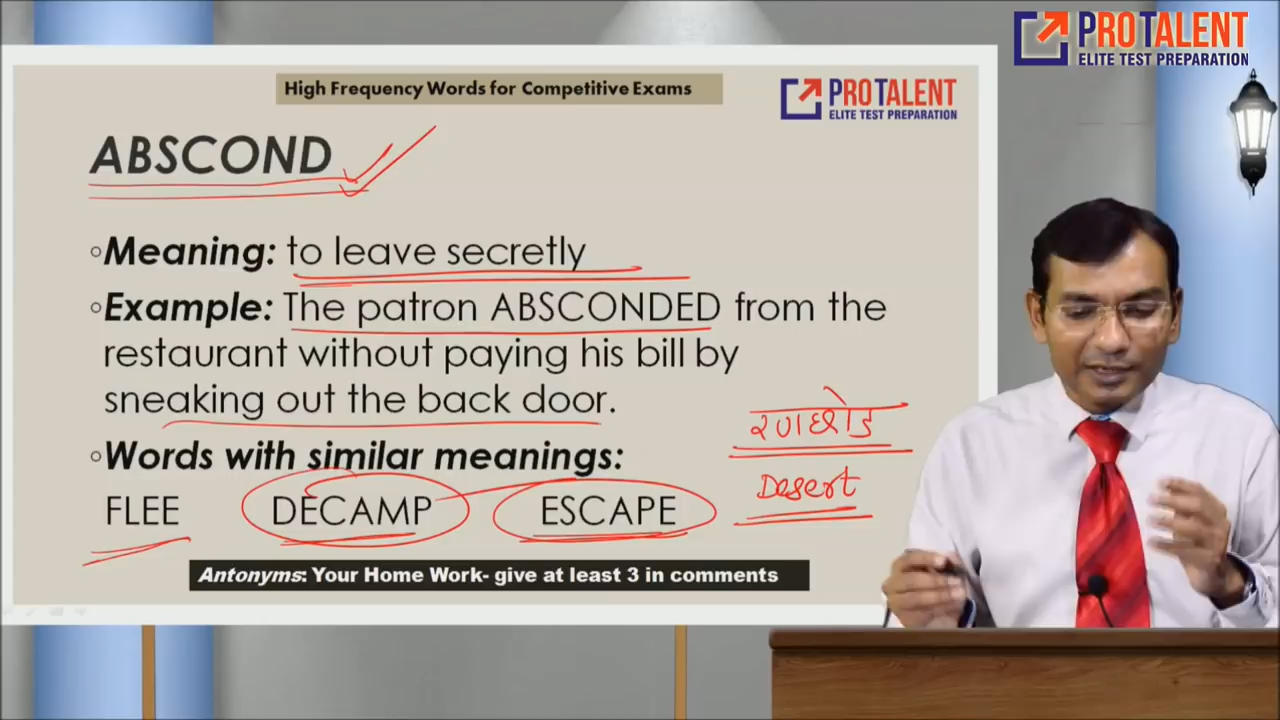 PROTALENT
ELITE TEST PREPARATION
High Frequency Words for Competitive Exams
PROTALENT
ELITE TEST PREPARATION
ABSCOND
◦Meaning: to leave secretly
◦Example: The patron ABSCONDED from the
restaurant without paying his bill by
sneaking out the back door.
रणछोड
◦Words with similar meanings:
Desert
FLEE DECAMP ESCAPE
Antonyms: Your Home Work- give at least 3 in comments